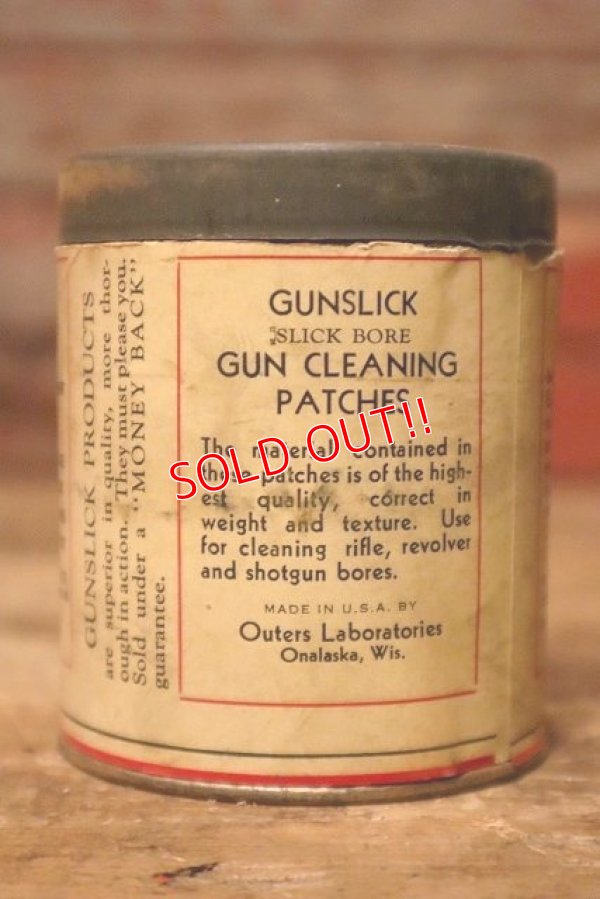 GUNSLICK
"SLICK BORE
GUN CLEANING
PATCHES
The material contained in
these patches is of the high-
est quality, correct in
weight and texture. Use
for cleaning rifle, revolver
and shotgun bores.
MADE IN U.S.A. BY
Outers Laboratories
Onalaska, Wis.
GUNSLICK PRODUCTS
are superior in quality, more thor-
ough in action. They must please you.
Sold under a "MONEY BACK"
guarantee.
SOLD OUT!!